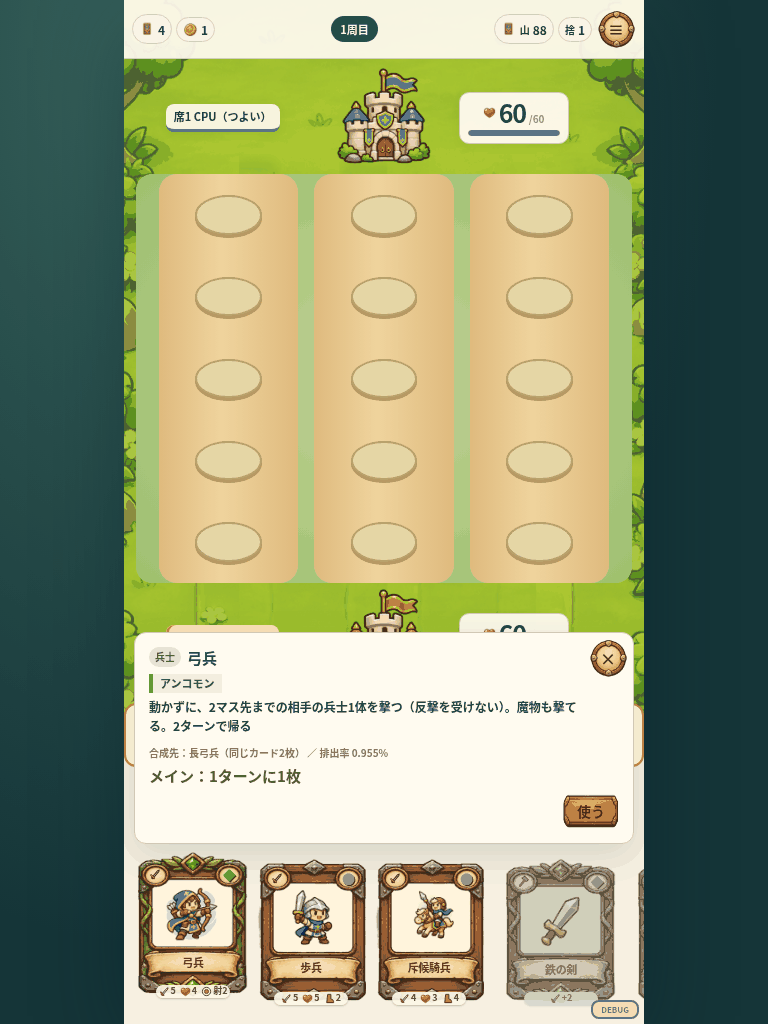 4
1
1周目
山 88
捨 1
席1 CPU（つよい）
60 /60
兵士 弓兵
アンコモン
動かずに、2マス先までの相手の兵士1体を撃つ（反撃を受けない）。魔物も撃て
る。2ターンで帰る
合成先：長弓兵（同じカード2枚）／排出率 0.955%
メイン：1ターンに1枚
使う
弓兵
5 4 射2
歩兵
5 5 2
斥候騎兵
4 3 4
鉄の剣
+2
DEBUG